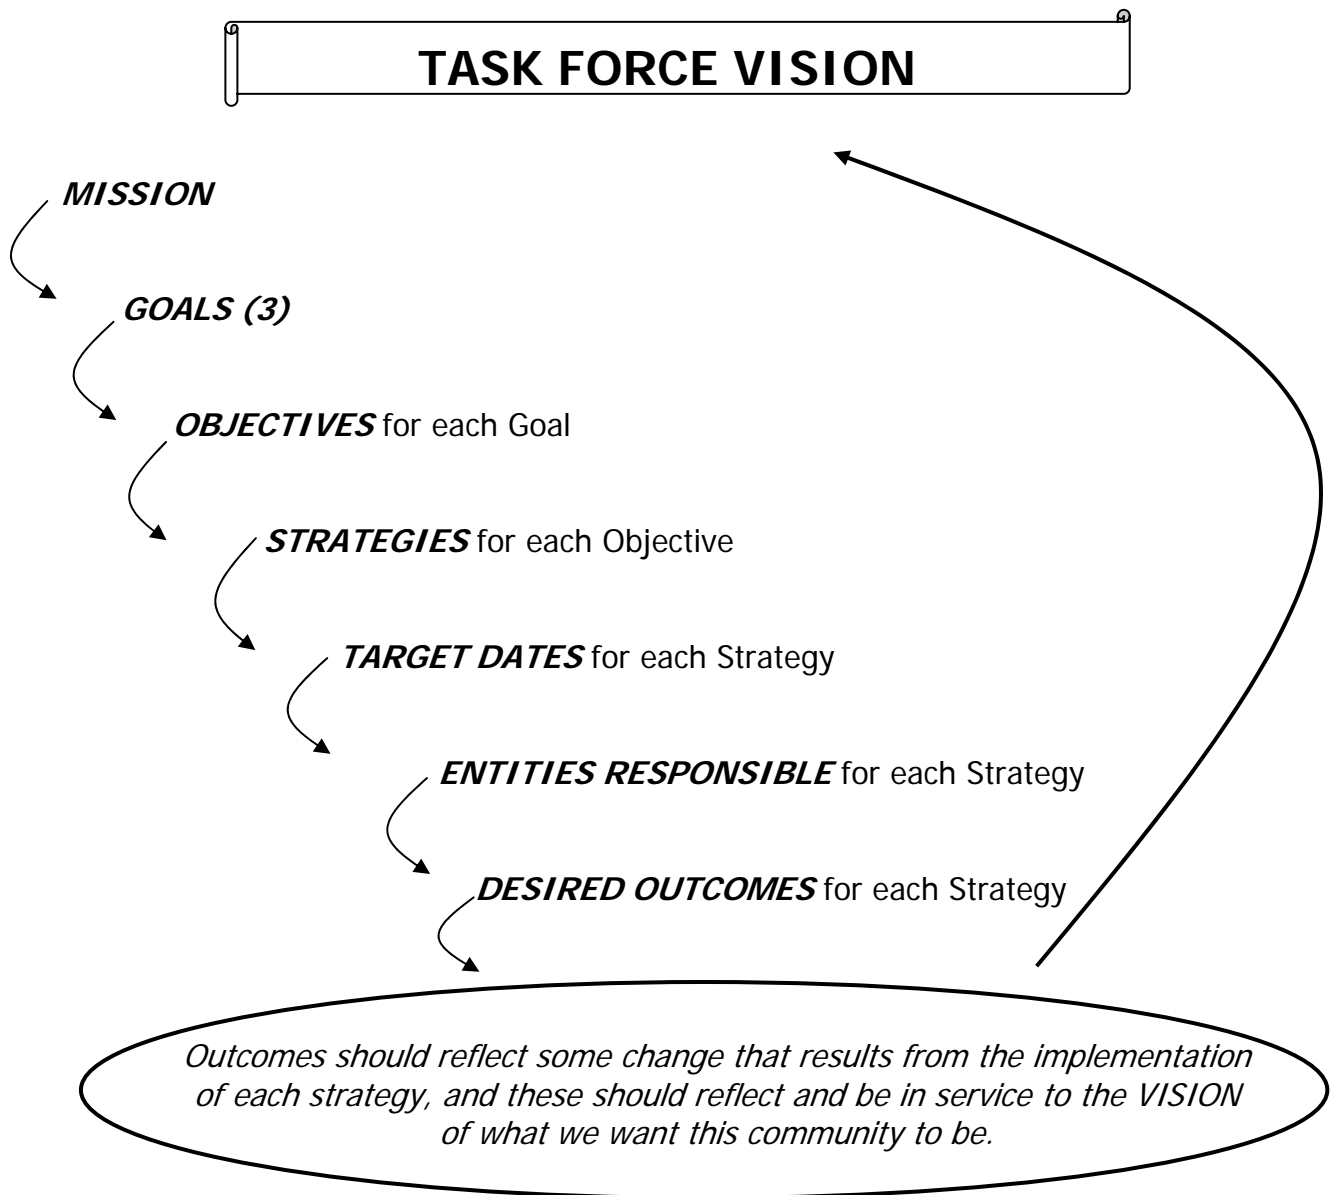 TASK FORCE VISION
MISSION
GOALS (3)
OBJECTIVES for each Goal
STRATEGIES for each Objective
TARGET DATES for each Strategy
ENTITIES RESPONSIBLE for each Strategy
DESIRED OUTCOMES for each Strategy
Outcomes should reflect some change that results from the implementation
of each strategy, and these should reflect and be in service to the VISION
of what we want this community to be.